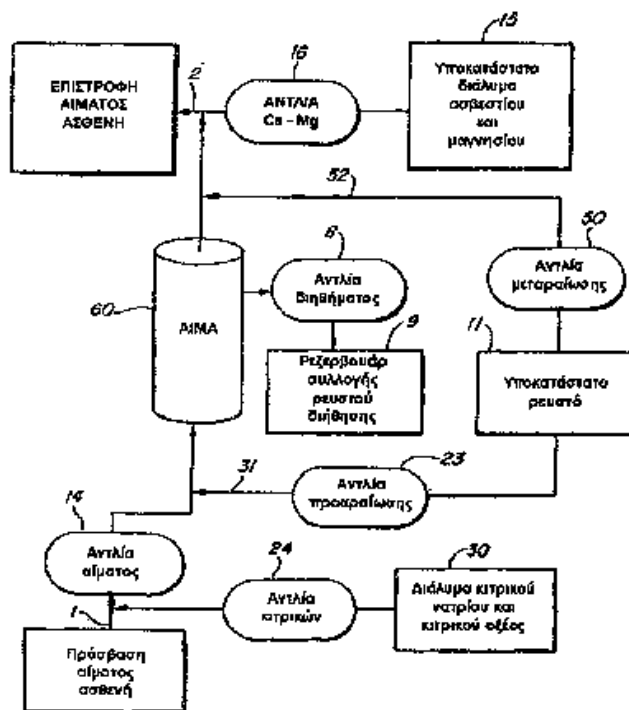 15
16
2
ΕΠΙΣΤΡΟΦΗ
ΑΙΜΑΤΟΣ
ΑΣΘΕΝΗ
ΑΝΤΛΙΑ
Ca – Mg
Υποκατάστατο
διάλυμα
ασβεστίου
και
μαγνησίου
52
50
8
Αντλία
μεταραίωσης
Αντλία
διηθήματος
60
ΑΙΜΑ
9
11
Ρεζερβουάρ
συλλογής
ρευστού
διήθησης
Υποκατάστατο
ρευστό
31
23
14
Αντλία
προαραίωσης
Αντλία
αίματος
24
30
1
Αντλία
κιτρικών
Διάλυμα κιτρικού
νατρίου και
κιτρικού οξέος
Πρόσβαση
αίματος
ασθενή